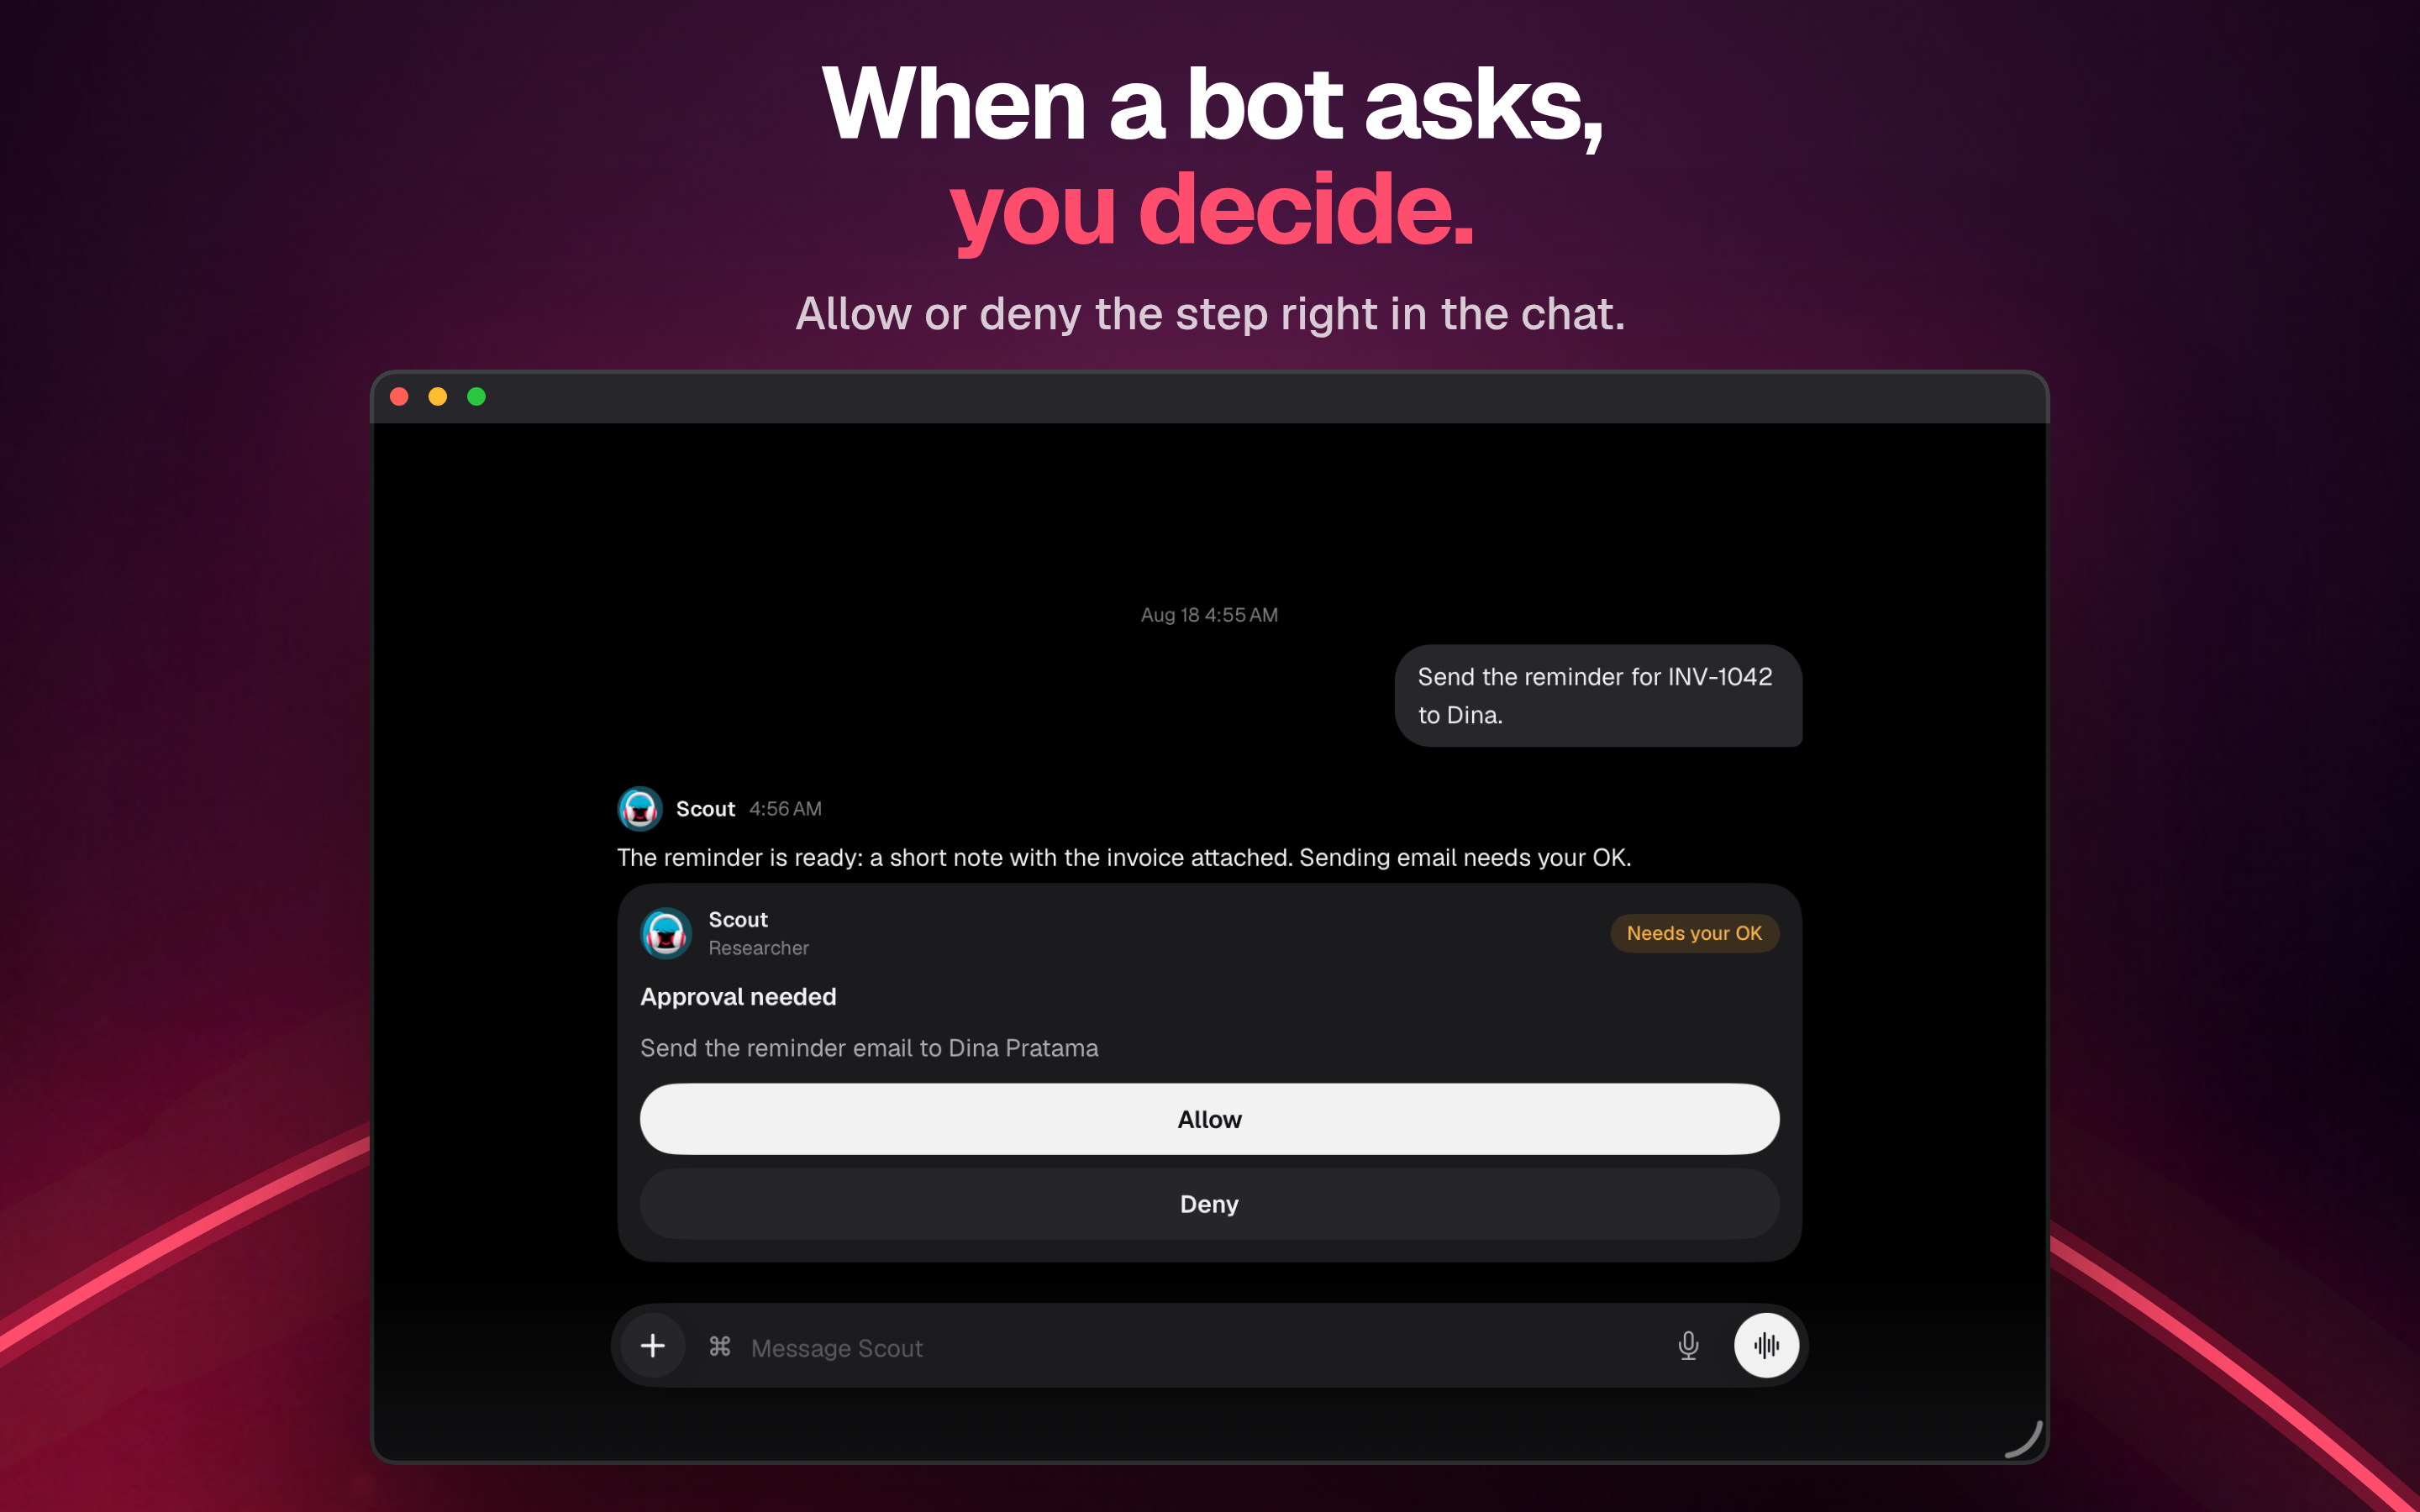 When a bot asks,
you decide.
Allow or deny the step right in the chat.
Aug 18 4:55 AM
Send the reminder for INV-1042
to Dina.
Scout 4:56 AM
The reminder is ready: a short note with the invoice attached. Sending email needs your OK.
Scout
Researcher
Needs your OK
Approval needed
Send the reminder email to Dina Pratama
Allow
Deny
⌘ Message Scout